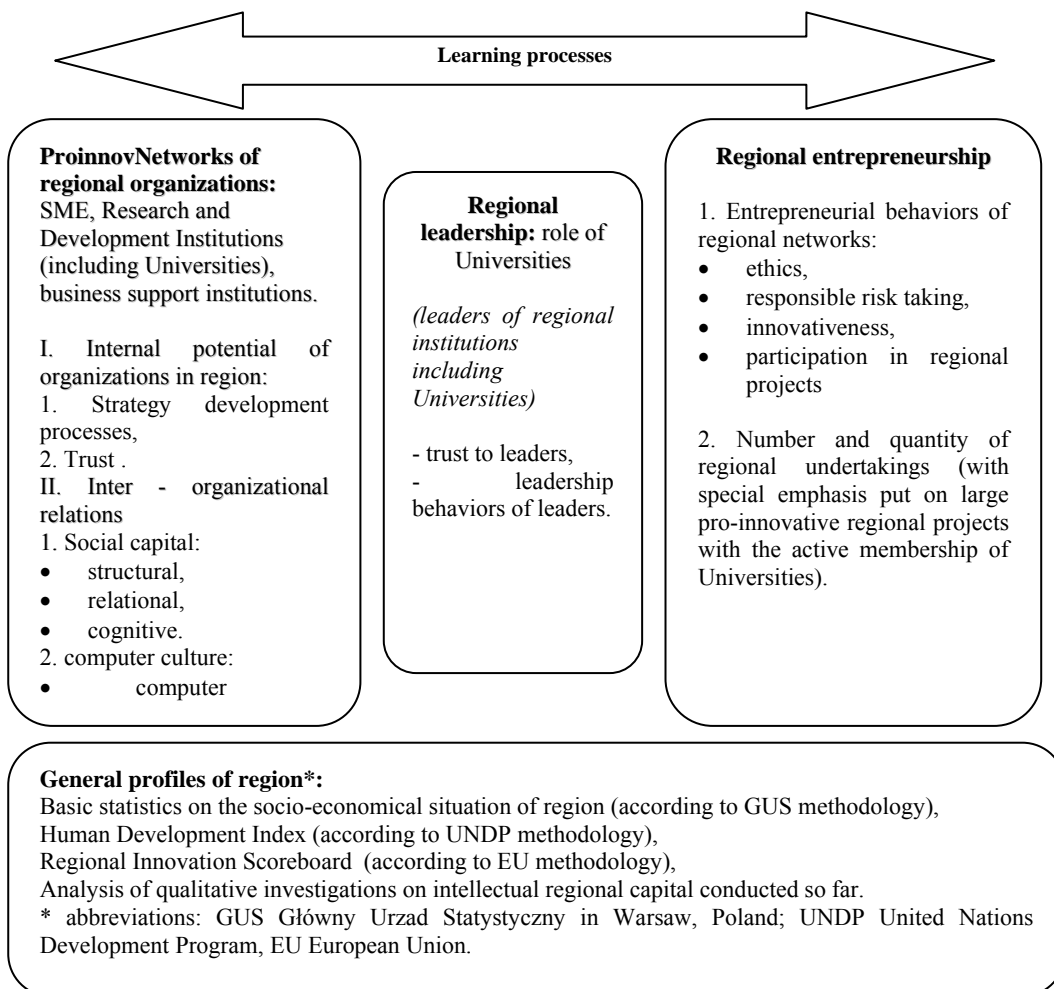 Learning processes
ProinnovNetworks of
regional organizations:
SME, Research and
Development Institutions
(including Universities),
business support institutions.
I. Internal potential of
organizations in region:
1. Strategy development
processes,
2. Trust .
II. Inter - organizational
relations
1. Social capital:
• structural,
• relational,
• cognitive.
2. computer culture:
• computer
Regional
leadership: role of
Universities
(leaders of regional
institutions
including
Universities)
- trust to leaders,
- leadership
behaviors of leaders.
Regional entrepreneurship
1. Entrepreneurial behaviors of
regional networks:
• ethics,
• responsible risk taking,
• innovativeness,
• participation in regional
projects
2. Number and quantity of
regional undertakings (with
special emphasis put on large
pro-innovative regional projects
with the active membership of
Universities).
General profiles of region*:
Basic statistics on the socio-economical situation of region (according to GUS methodology),
Human Development Index (according to UNDP methodology),
Regional Innovation Scoreboard (according to EU methodology),
Analysis of qualitative investigations on intellectual regional capital conducted so far.
* abbreviations: GUS Główny Urzad Statystyczny in Warsaw, Poland; UNDP United Nations
Development Program, EU European Union.